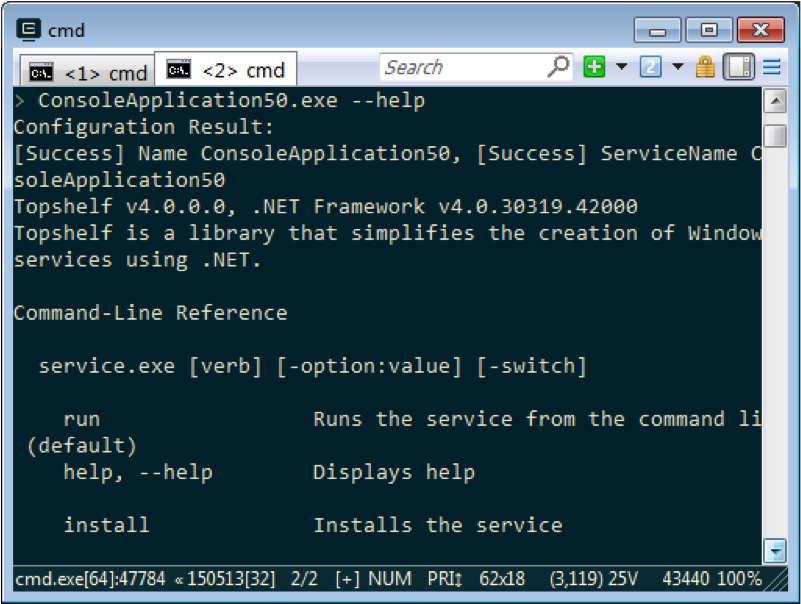 cmd
<1> cmd
<2> cmd
Search
2
> ConsoleApplication50.exe --help
Configuration Result:
[Success] Name ConsoleApplication50, [Success] ServiceName C
soleApplication50
Topshelf v4.0.0.0, .NET Framework v4.0.30319.42000
Topshelf is a library that simplifies the creation of Window
services using .NET.
Command-Line Reference
service.exe [verb] [-option:value] [-switch]
run Runs the service from the command li
(default)
help, --help Displays help
install Installs the service
cmd.exe[64]:47784 «150513[32] 2/2 [+] NUM PRI↕ 62x18 (3,119) 25V 43440 100%